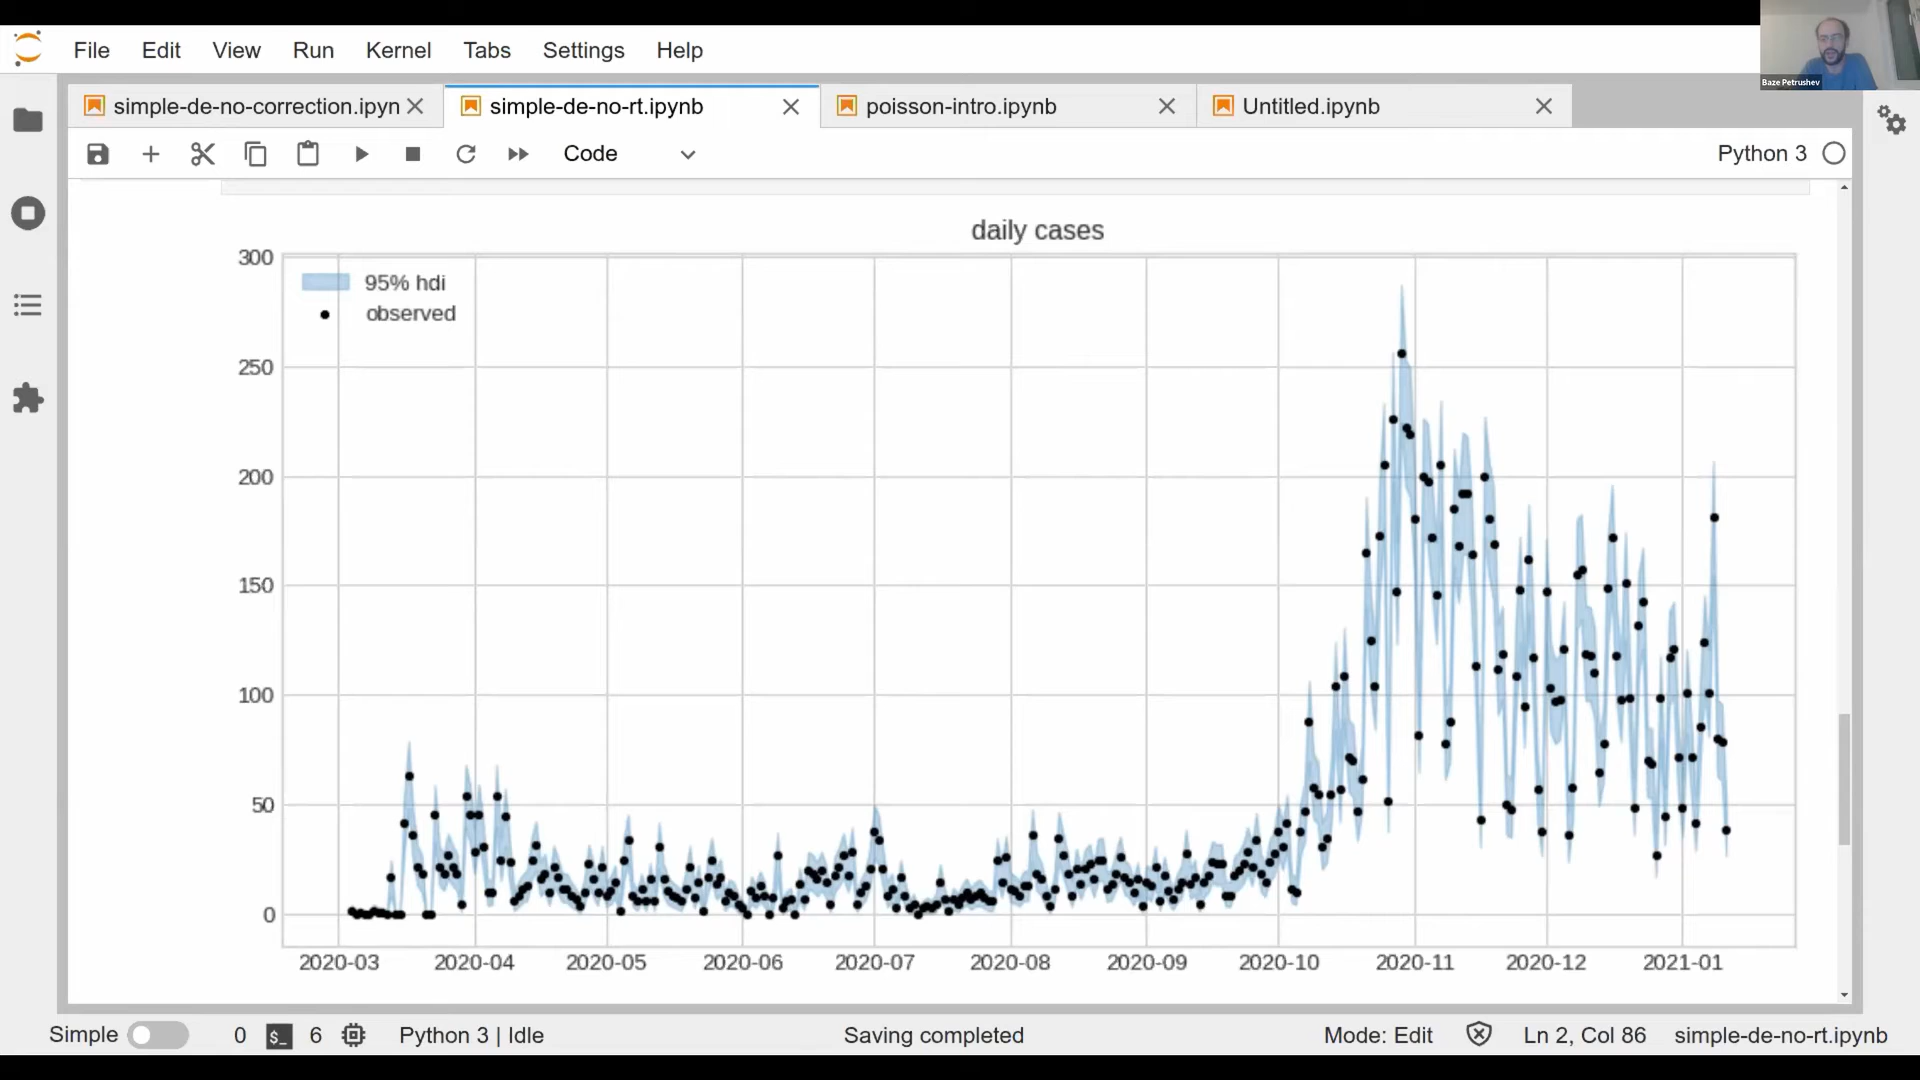 File Edit View Run Kernel Tabs Settings Help
Baze Petrushev
simple-de-no-correction.ipyn simple-de-no-rt.ipynb poisson-intro.ipynb Untitled.ipynb
Code Python 3
daily cases
300
95% hdi
observed
250
200
150
100
50
0
2020-03 2020-04 2020-05 2020-06 2020-07 2020-08 2020-09 2020-10 2020-11 2020-12 2021-01
Simple 0 $_ 6 Python 3 | Idle Saving completed Mode: Edit Ln 2, Col 86 simple-de-no-rt.ipynb